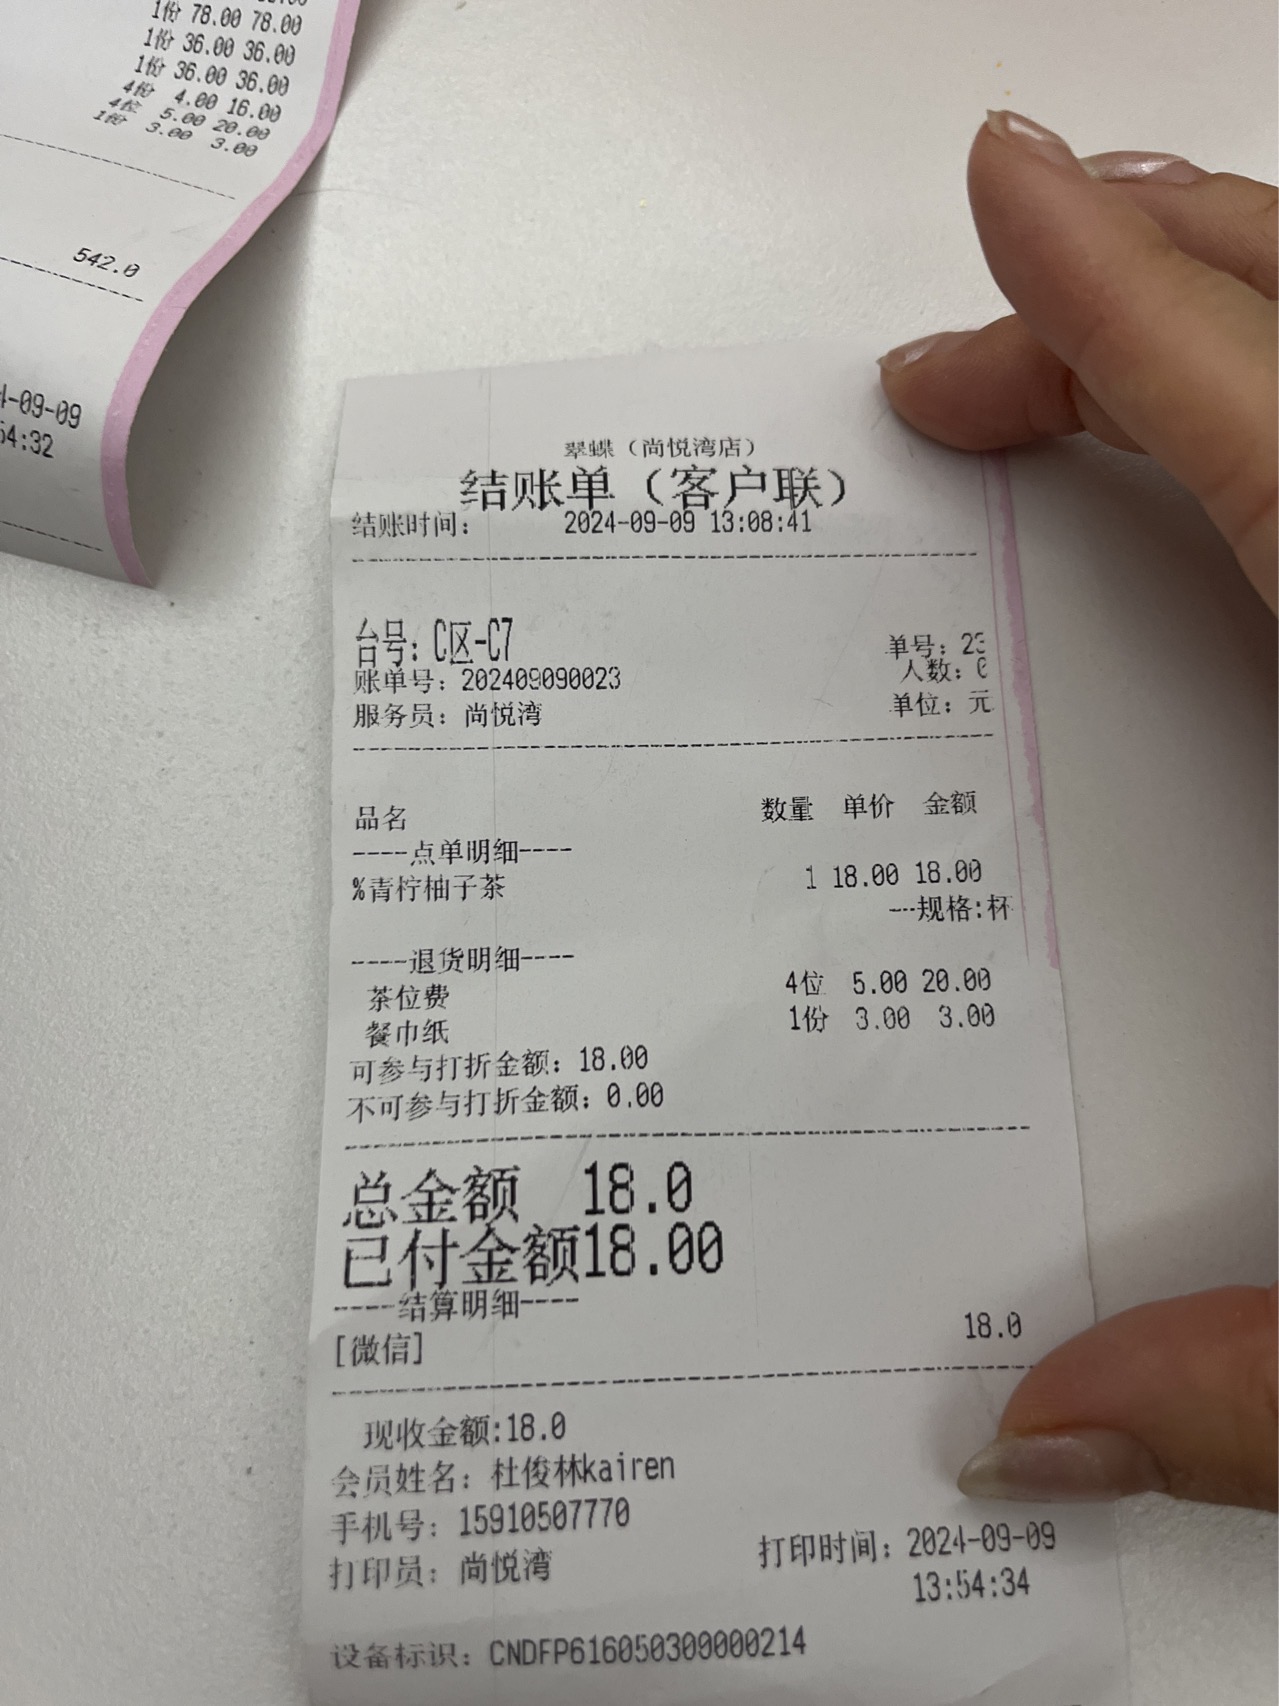 1份 78.00 78.00
1份 36.00 36.00
1份 36.00 36.00
4份 4.00 16.00
4位 5.00 20.00
1份 3.00 3.00
542.0
-09-09
54:32
翠蝶（尚悦湾店）
结账单（客户联）
结账时间： 2024-09-09 13:08:41
台号：C区-C7 单号：23
账单号：202409090023 人数：0
服务员：尚悦湾 单位：元
品名 数量 单价 金额
----点单明细----
%青柠柚子茶 1 18.00 18.00
---规格:杯
----退货明细----
茶位费 4位 5.00 20.00
餐巾纸 1份 3.00 3.00
可参与打折金额：18.00
不可参与打折金额：0.00
总金额 18.0
已付金额18.00
----结算明细----
[微信] 18.0
现收金额:18.0
会员姓名：杜俊林kairen
手机号：15910507770
打印员：尚悦湾 打印时间：2024-09-09
13:54:34
设备标识：CNDFP616050309000214